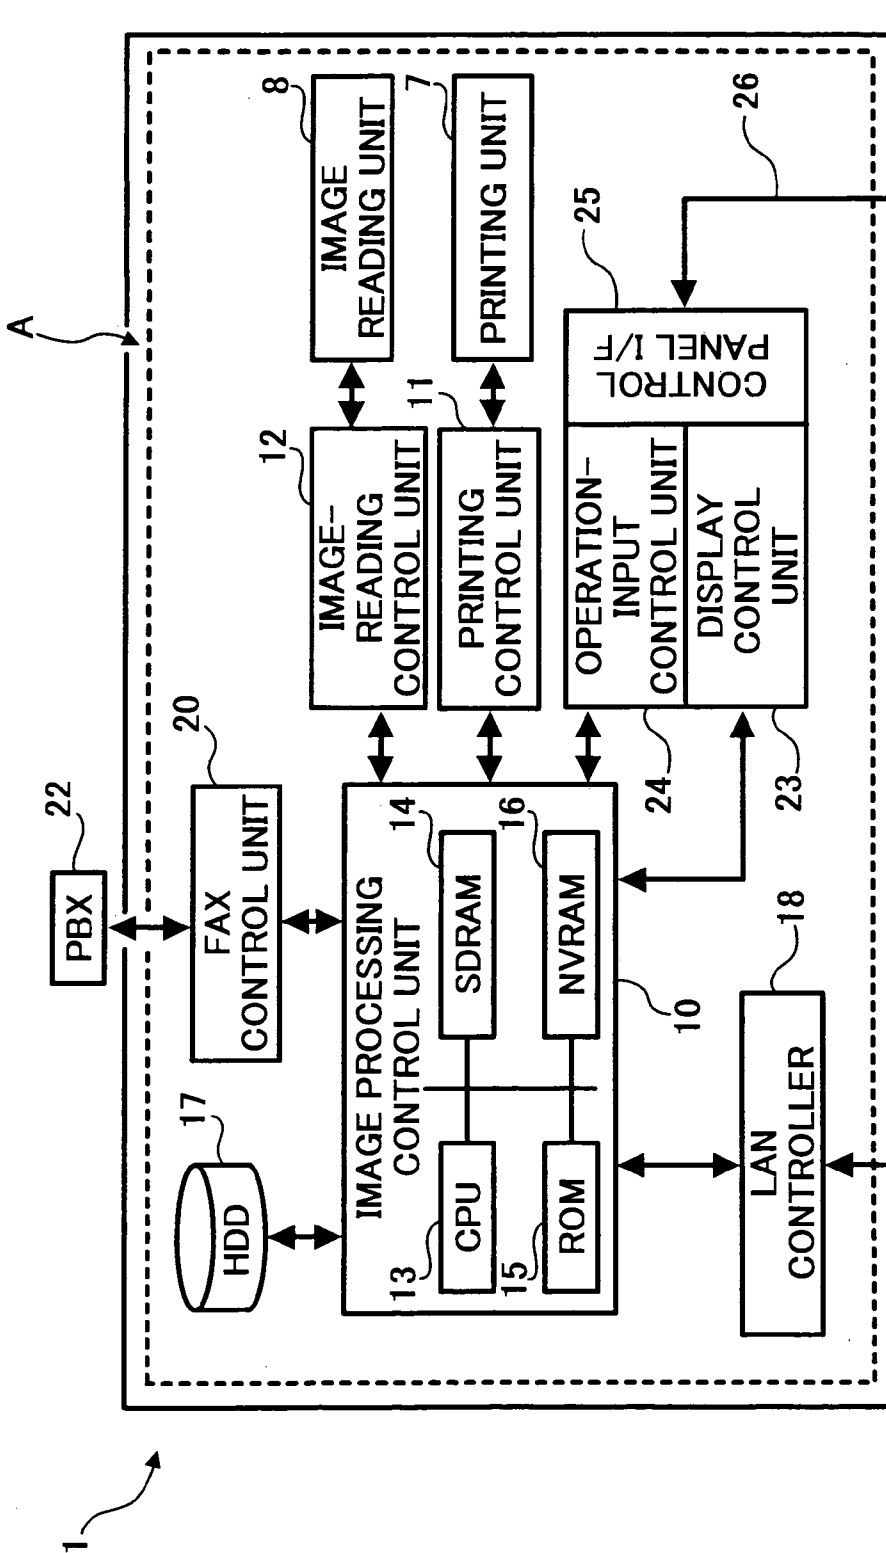 1
A
PBX
22
HDD
17
FAX
CONTROL UNIT
20
IMAGE PROCESSING
CONTROL UNIT
CPU
13
SDRAM
14
ROM
15
NVRAM
16
10
IMAGE-
READING
CONTROL UNIT
12
IMAGE
READING UNIT
8
PRINTING
CONTROL UNIT
11
PRINTING UNIT
7
OPERATION-
INPUT
CONTROL UNIT
24
DISPLAY
CONTROL
UNIT
23
CONTROL
PANEL I/F
25
26
LAN
CONTROLLER
18